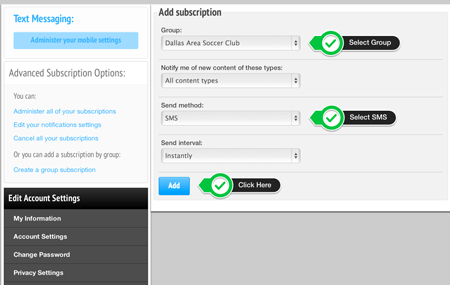 Text Messaging:
Administer your mobile settings
Advanced Subscription Options:
You can:
Administer all of your subscriptions
Edit your notifications settings
Cancel all your subscriptions
Or you can add a subscription by group:
Create a group subscription
Edit Account Settings
My Information
Account Settings
Change Password
Privacy Settings
Add subscription
Group:
Dallas Area Soccer Club
Select Group
Notify me of new content of these types:
All content types
Send method:
SMS
Select SMS
Send interval:
Instantly
Add
Click Here